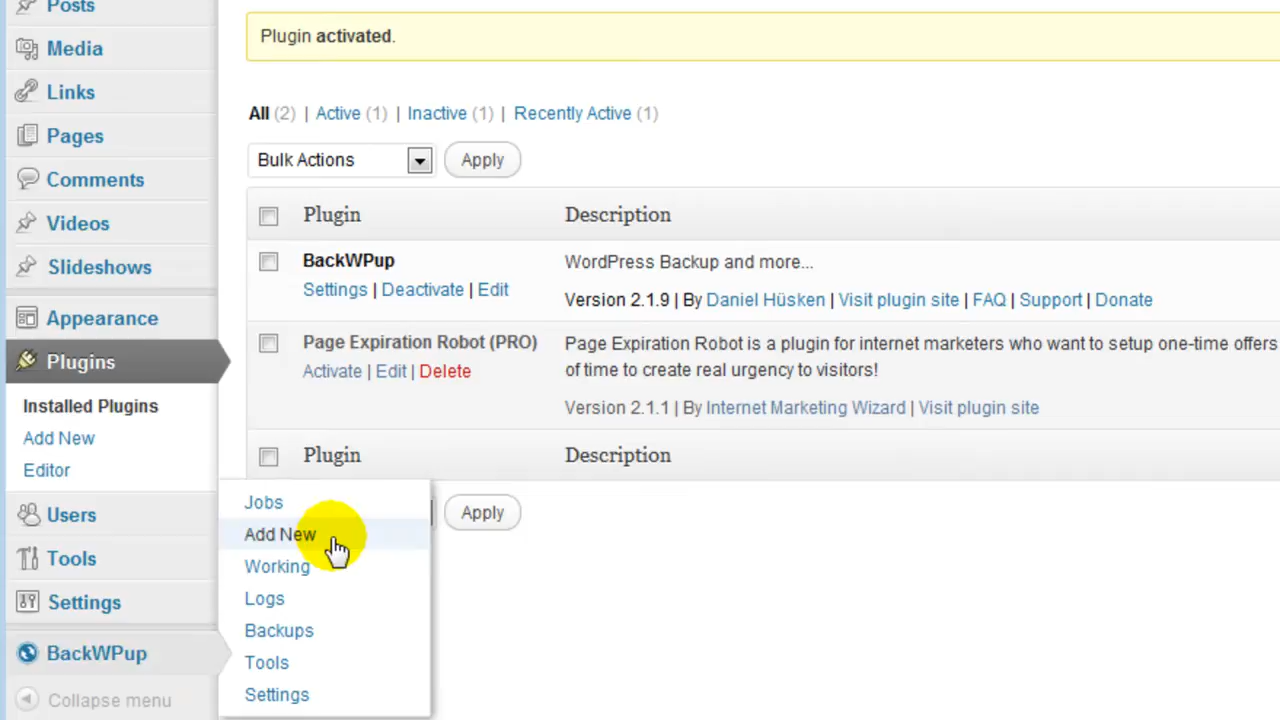 Posts
Media
Links
Pages
Comments
Videos
Slideshows
Appearance
Plugins
Installed Plugins
Add New
Editor
Users
Tools
Settings
BackWPup
Collapse menu
Plugin activated.
All (2) | Active (1) | Inactive (1) | Recently Active (1)
Bulk Actions Apply
Plugin Description
BackWPup WordPress Backup and more...
Settings | Deactivate | Edit Version 2.1.9 | By Daniel Hüsken | Visit plugin site | FAQ | Support | Donate
Page Expiration Robot (PRO) Page Expiration Robot is a plugin for internet marketers who want to setup one-time offers
Activate | Edit | Delete of time to create real urgency to visitors!
Version 2.1.1 | By Internet Marketing Wizard | Visit plugin site
Plugin Description
Apply
Jobs
Add New
Working
Logs
Backups
Tools
Settings